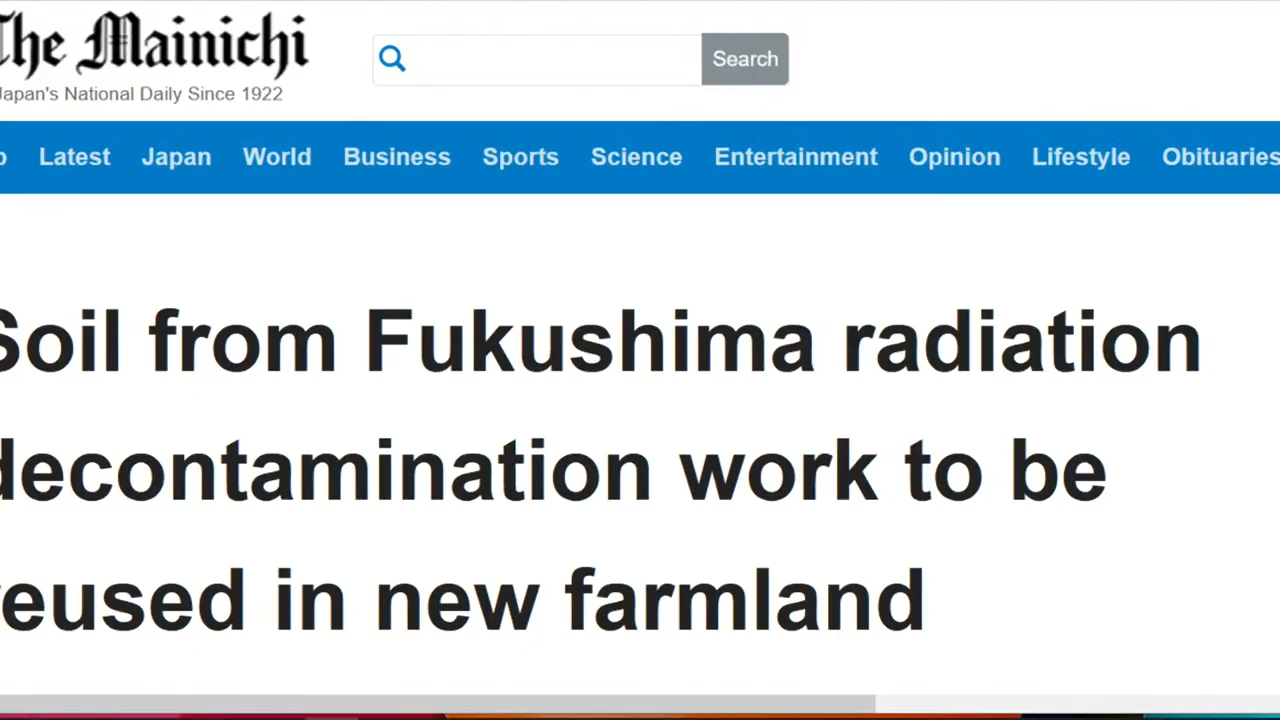 The Mainichi
Japan's National Daily Since 1922
Search
Latest Japan World Business Sports Science Entertainment Opinion Lifestyle Obituaries
Soil from Fukushima radiation
decontamination work to be
reused in new farmland